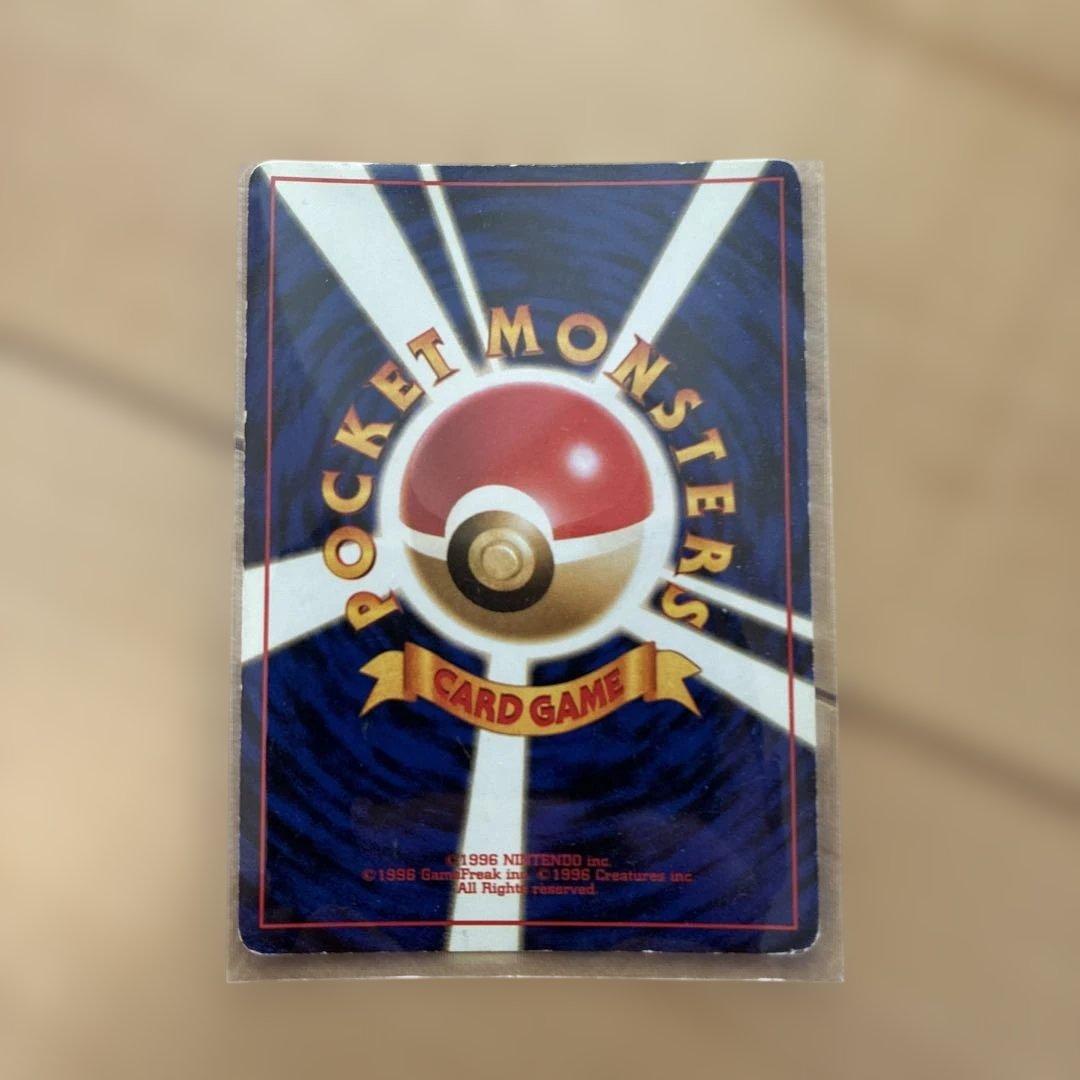 POCKET MONSTERS
CARD GAME
©1996 NINTENDO inc.
©1996 GameFreak inc. ©1996 Creatures inc.
All Rights reserved.